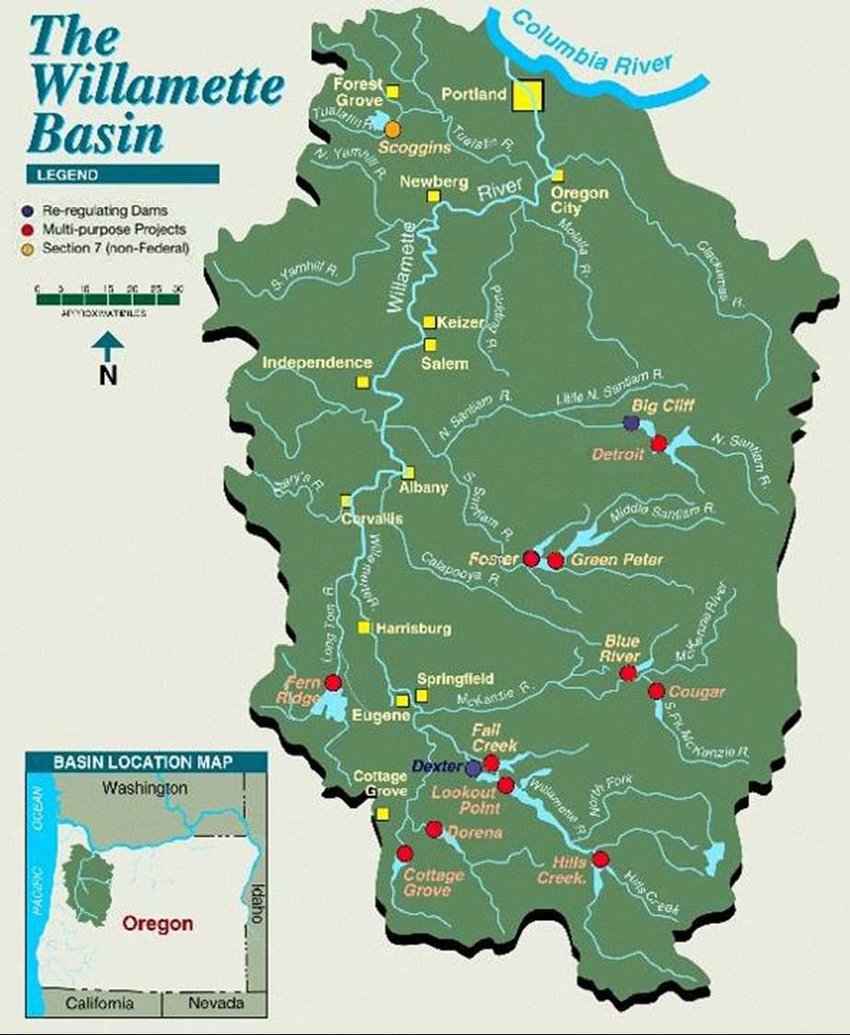 The
Willamette
Basin
LEGEND
Re-regulating Dams
Multi-purpose Projects
Section 7 (non-Federal)
0 5 10 15 20 25 30
APPROXIMATE MILES
N
Columbia River
Forest
Grove
Portland
Tualatin R.
Scoggins
Tualatin R.
N. Yamhill R.
Newberg
River
Oregon
City
Willamette
Molalla R.
Clackamas R.
S. Yamhill R.
Pudding R.
Keizer
Salem
Independence
Little N. Santiam R.
N. Santiam R.
Big Cliff
Detroit
N. Santiam R.
Mary's R.
Albany
Corvallis
S. Santiam R.
Middle Santiam R.
Foster
Green Peter
Calapooya R.
Willamette R.
Long Tom R.
Harrisburg
McKenzie River
Blue
River
Fern
Ridge
Springfield
McKenzie R.
Cougar
Eugene
S. Fk. McKenzie R.
Fall
Creek
Dexter
Lookout
Point
Cottage
Grove
Willamette R.
North Fork
Dorena
Cottage
Grove
Hills
Creek.
Hills Creek
BASIN LOCATION MAP
Washington
PACIFIC OCEAN
Oregon
Idaho
California
Nevada